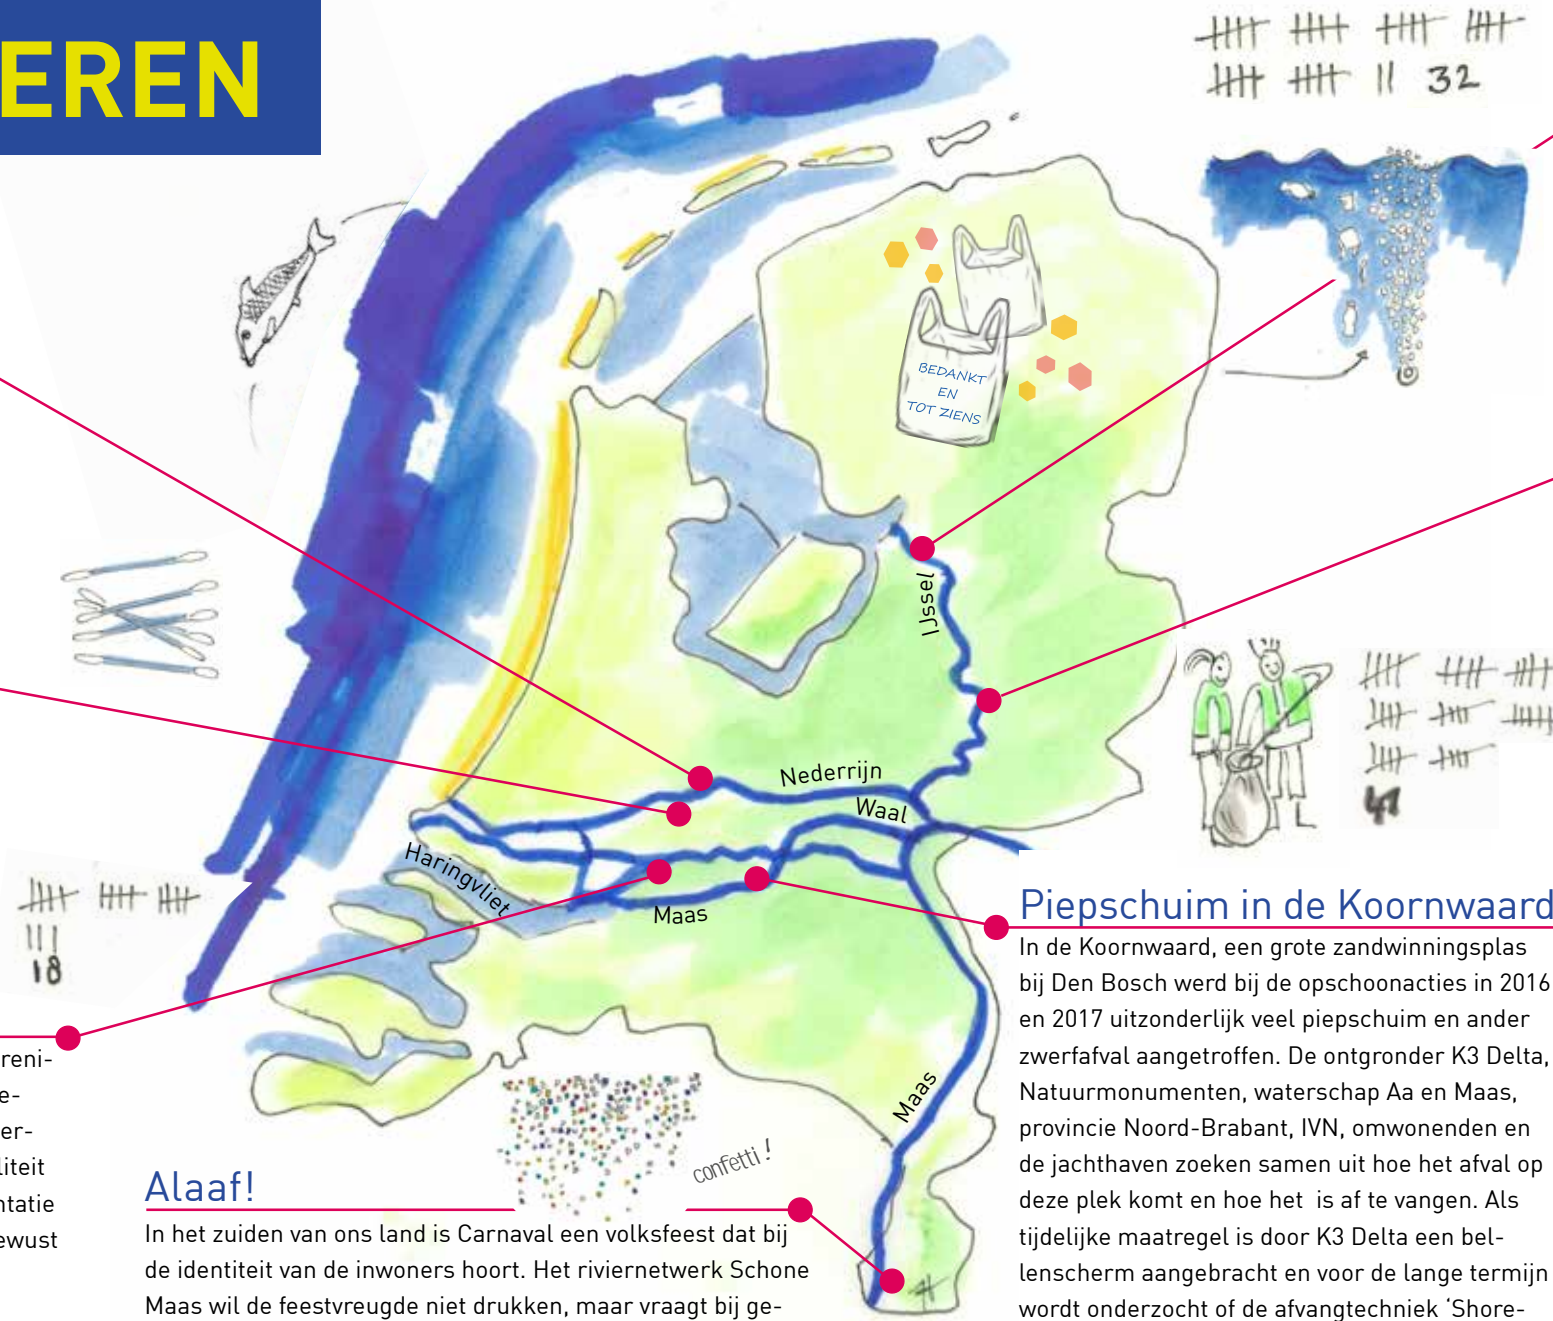 EREN
32
BEDANKT
EN
TOT ZIENS
IJssel
Nederrijn
Waal
Haringvliet
Maas
18
47
Maas
reni-
e-
er-
liteit
ntatie
ewust
confetti!
Alaaf!
In het zuiden van ons land is Carnaval een volksfeest dat bij
de identiteit van de inwoners hoort. Het riviernetwerk Schone
Maas wil de feestvreugde niet drukken, maar vraagt bij ge-
Piepschuim in de Koornwaard
In de Koornwaard, een grote zandwinningsplas
bij Den Bosch werd bij de opschoonacties in 2016
en 2017 uitzonderlijk veel piepschuim en ander
zwerfafval aangetroffen. De ontgronder K3 Delta,
Natuurmonumenten, waterschap Aa en Maas,
provincie Noord-Brabant, IVN, omwonenden en
de jachthaven zoeken samen uit hoe het afval op
deze plek komt en hoe het is af te vangen. Als
tijdelijke maatregel is door K3 Delta een bel-
lenscherm aangebracht en voor de lange termijn
wordt onderzocht of de afvangtechniek ‘Shore-